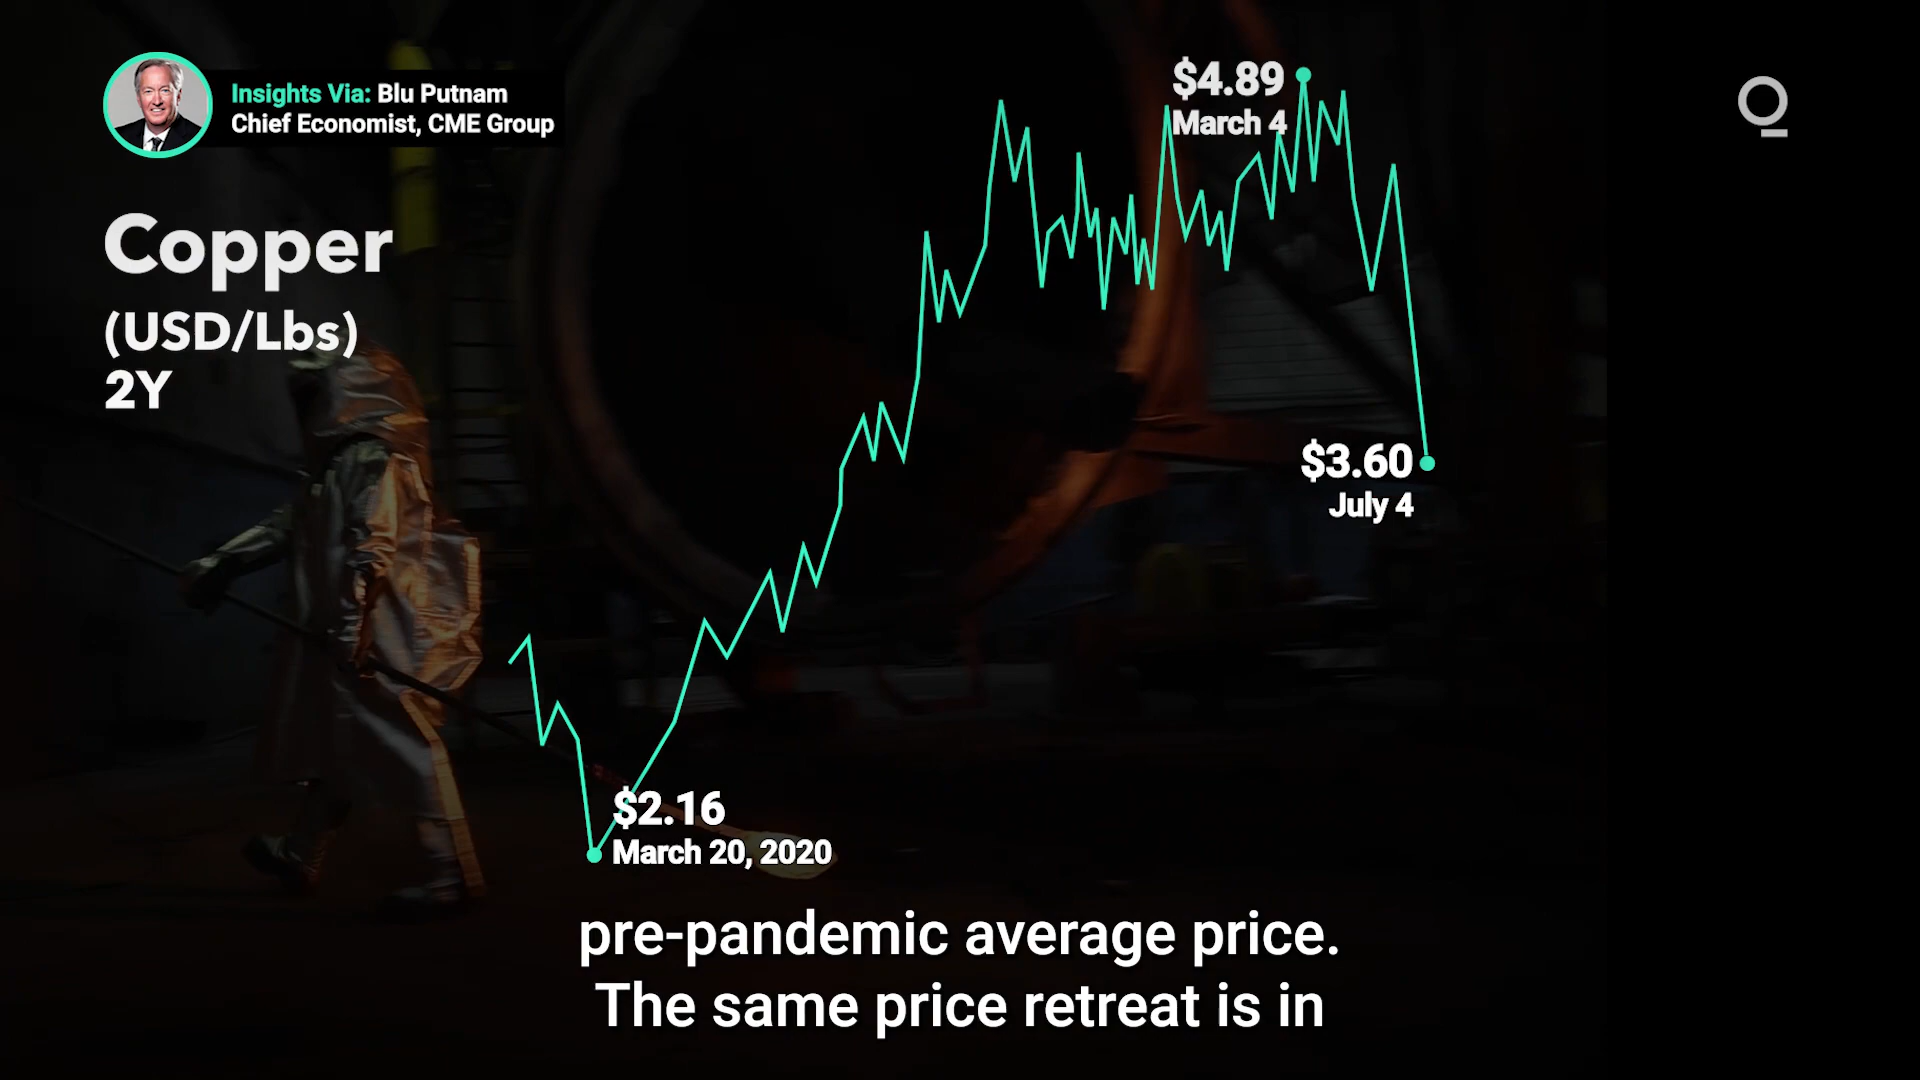 Insights Via: Blu Putnam
Chief Economist, CME Group
Copper
(USD/Lbs)
2Y
$4.89
March 4
$3.60
July 4
$2.16
March 20, 2020
pre-pandemic average price.
The same price retreat is in